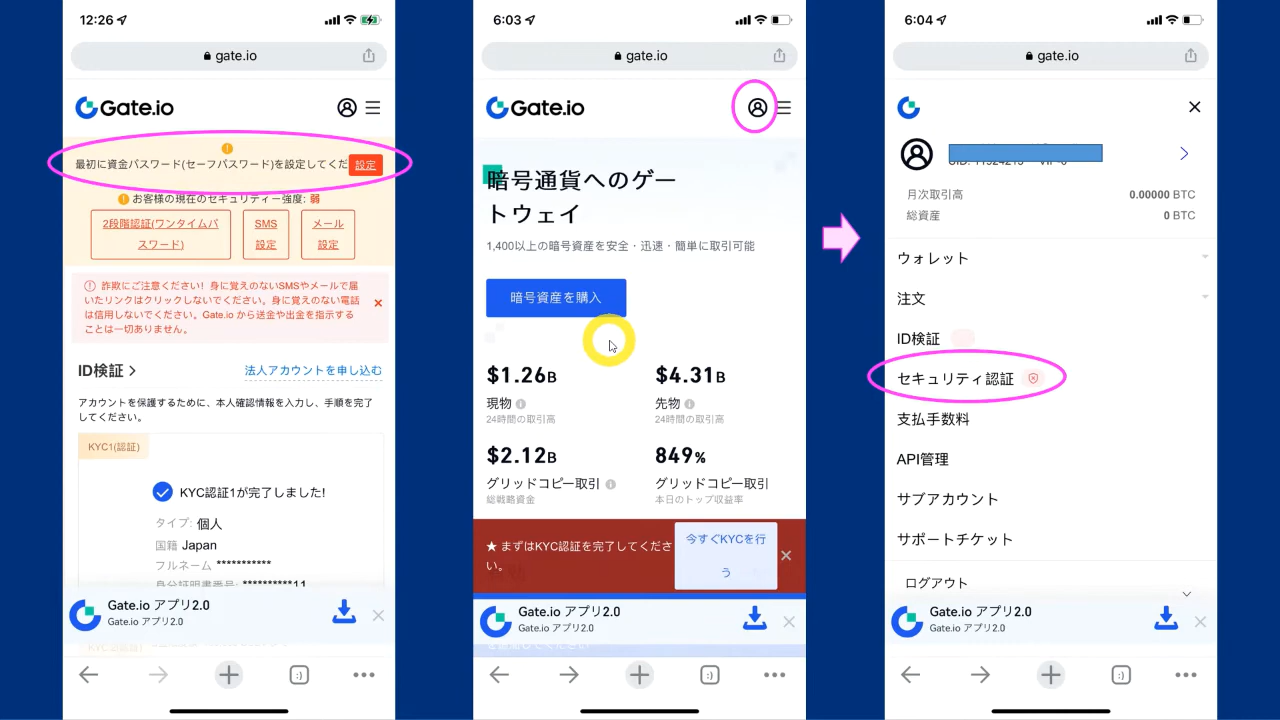 12:26
gate.io
Gate.io
最初に資金パスワード(セーフパスワード)を設定してくだ
設定
お客様の現在のセキュリティー強度: 弱
2段階認証(ワンタイムパ
スワード)
SMS
設定
メール
設定
詐欺にご注意ください！身に覚えのないSMSやメールで届
いたリンクはクリックしないでください。身に覚えのない電話
は信用しないでください。Gate.io から送金や出金を指示する
ことは一切ありません。
ID検証
法人アカウントを申し込む
アカウントを保護するために、本人確認情報を入力し、手順を完了
してください。
KYC1(認証)
KYC認証1が完了しました!
タイプ: 個人
国籍 Japan
フルネーム ***********
身分証明書番号: **********11
Gate.io アプリ2.0
Gate.io アプリ2.0
6:03
gate.io
Gate.io
暗号通貨へのゲー
トウェイ
1,400以上の暗号資産を安全・迅速・簡単に取引可能
暗号資産を購入
$1.26B
現物
24時間の取引高
$4.31B
先物
24時間の取引高
$2.12B
グリッドコピー取引
総戦略資金
849%
グリッドコピー取引
本日のトップ収益率
★ まずはKYC認証を完了してくださ
い。
今すぐKYCを行
う
Gate.io アプリ2.0
Gate.io アプリ2.0
6:04
gate.io
月次取引高 0.00000 BTC
総資産 0 BTC
ウォレット
注文
ID検証
セキュリティ認証
支払手数料
API管理
サブアカウント
サポートチケット
ログアウト
Gate.io アプリ2.0
Gate.io アプリ2.0